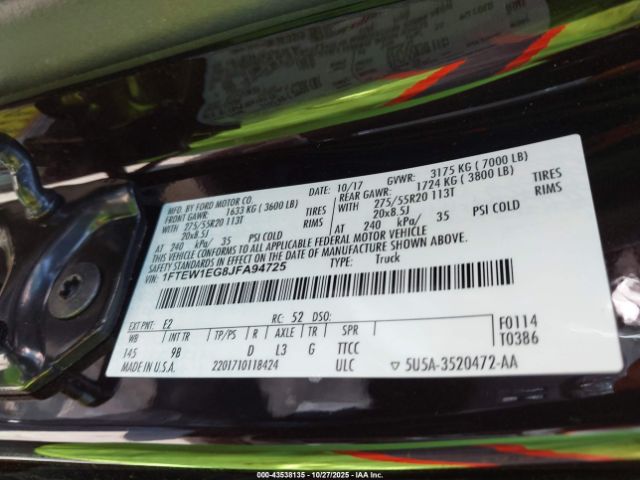 MFD. BY FORD MOTOR CO.
DATE: 10/17 GVWR: 3175 KG ( 7000 LB)
FRONT GAWR: 1633 KG ( 3600 LB) REAR GAWR: 1724 KG ( 3800 LB)
WITH 275/55R20 113T TIRES WITH 275/55R20 113T TIRES
20x8.5J RIMS 20x8.5J RIMS
AT 240 kPa/ 35 PSI COLD AT 240 kPa/ 35 PSI COLD
THIS VEHICLE CONFORMS TO ALL APPLICABLE FEDERAL MOTOR VEHICLE
SAFETY STANDARDS IN EFFECT ON THE DATE OF MANUFACTURE SHOWN ABOVE
VIN: 1FTEW1EG8JFA94725 TYPE: Truck
EXT PNT: E2 RC: 52 DSO: F0114
WB INT TR TP/PS R AXLE TR SPR T0386
145 9B D L3 G TTCC
MADE IN U.S.A. 2201710118424 ULC 5U5A-3520472-AA
000-43538135 - 10/27/2025 - IAA Inc.